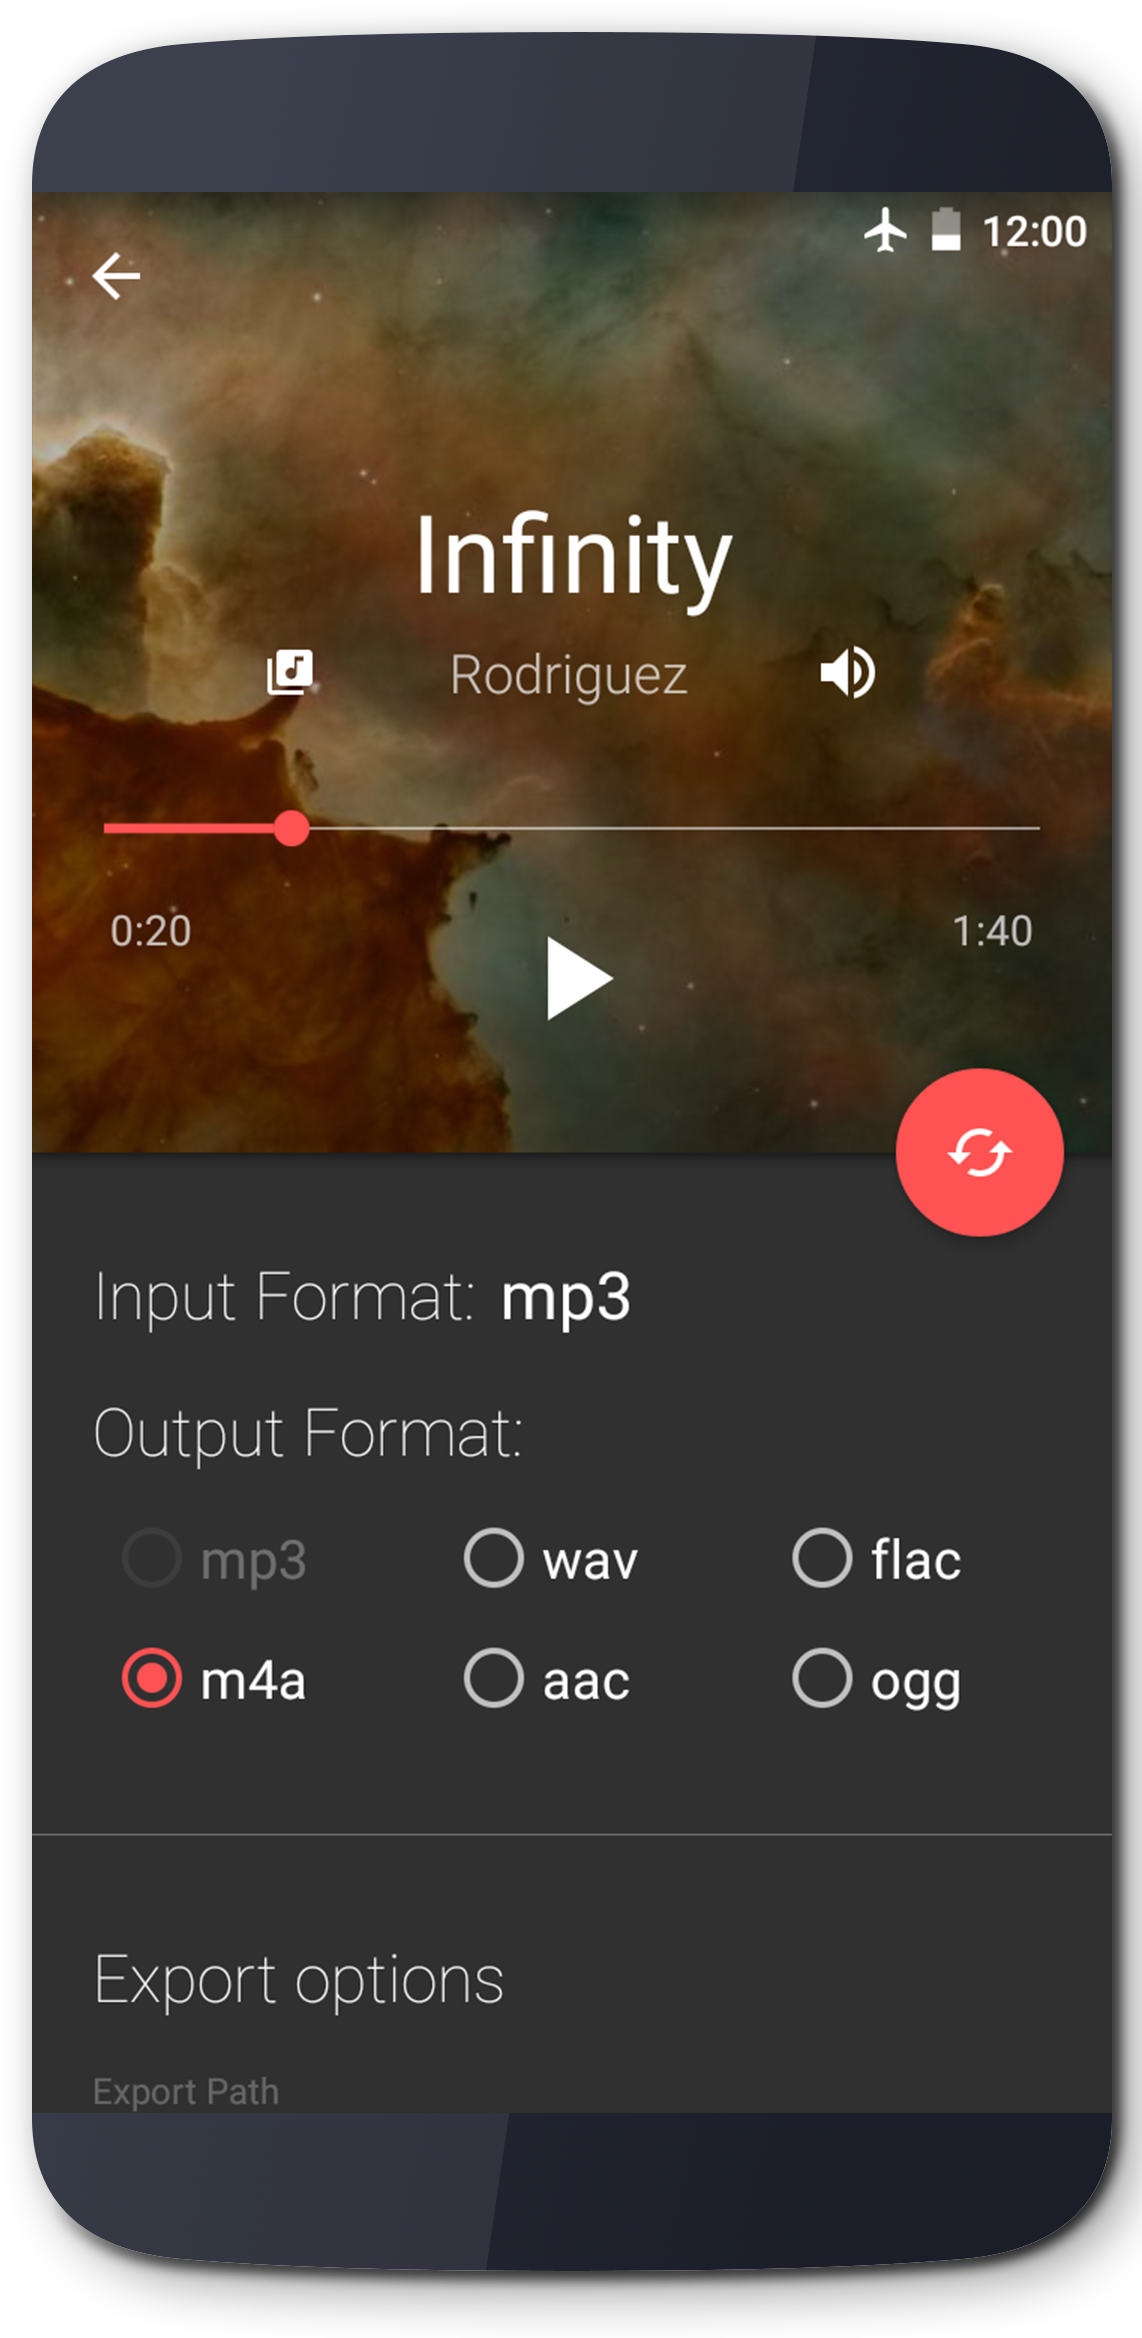 12:00
Infinity
Rodriguez
0:20
1:40
Input Format: mp3
Output Format:
mp3 wav flac
m4a aac ogg
Export options
Export Path